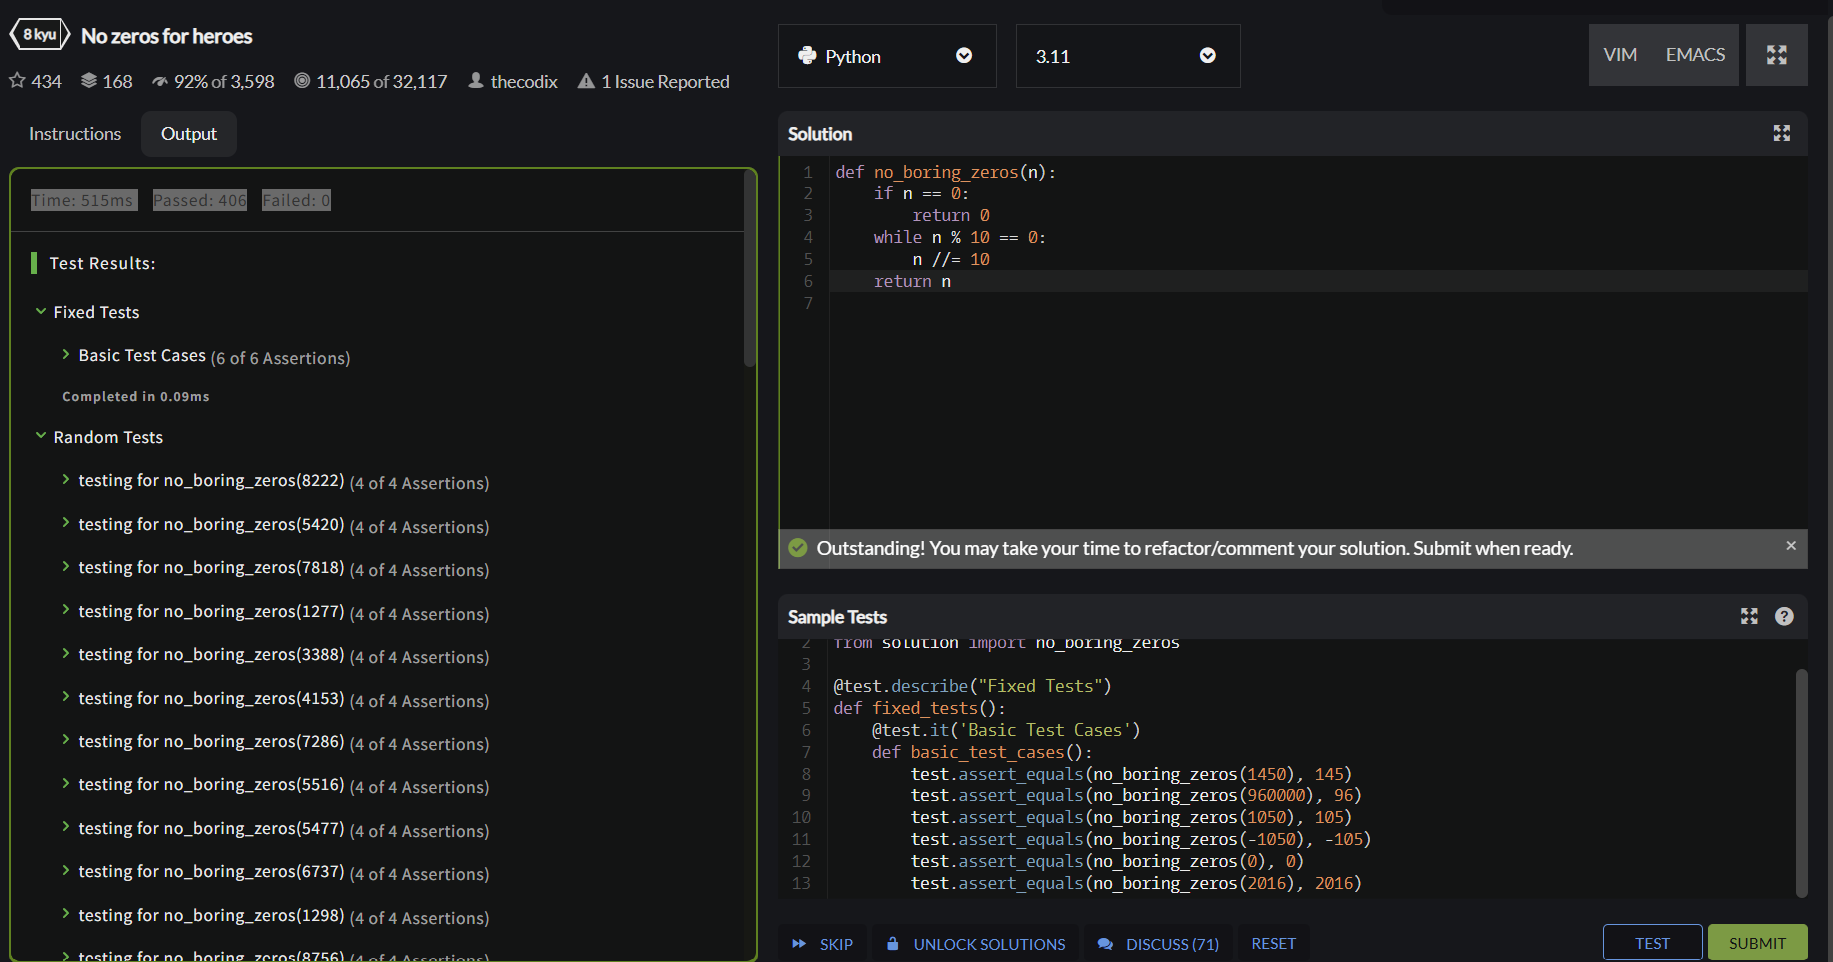 8 kyu No zeros for heroes
434 168 92% of 3,598 11,065 of 32,117 thecodix 1 Issue Reported
Instructions Output
Time: 515ms Passed: 406 Failed: 0
Test Results:
Fixed Tests
Basic Test Cases (6 of 6 Assertions)
Completed in 0.09ms
Random Tests
testing for no_boring_zeros(8222) (4 of 4 Assertions)
testing for no_boring_zeros(5420) (4 of 4 Assertions)
testing for no_boring_zeros(7818) (4 of 4 Assertions)
testing for no_boring_zeros(1277) (4 of 4 Assertions)
testing for no_boring_zeros(3388) (4 of 4 Assertions)
testing for no_boring_zeros(4153) (4 of 4 Assertions)
testing for no_boring_zeros(7286) (4 of 4 Assertions)
testing for no_boring_zeros(5516) (4 of 4 Assertions)
testing for no_boring_zeros(5477) (4 of 4 Assertions)
testing for no_boring_zeros(6737) (4 of 4 Assertions)
testing for no_boring_zeros(1298) (4 of 4 Assertions)
testing for no_boring_zeros(8756) (4 of 4 Assertions)
Python 3.11 VIM EMACS
Solution
1 def no_boring_zeros(n):
2 if n == 0:
3 return 0
4 while n % 10 == 0:
5 n //= 10
6 return n
7
Outstanding! You may take your time to refactor/comment your solution. Submit when ready. ×
Sample Tests ?
2 from solution import no_boring_zeros
3
4 @test.describe("Fixed Tests")
5 def fixed_tests():
6 @test.it('Basic Test Cases')
7 def basic_test_cases():
8 test.assert_equals(no_boring_zeros(1450), 145)
9 test.assert_equals(no_boring_zeros(960000), 96)
10 test.assert_equals(no_boring_zeros(1050), 105)
11 test.assert_equals(no_boring_zeros(-1050), -105)
12 test.assert_equals(no_boring_zeros(0), 0)
13 test.assert_equals(no_boring_zeros(2016), 2016)
SKIP UNLOCK SOLUTIONS DISCUSS (71) RESET TEST SUBMIT